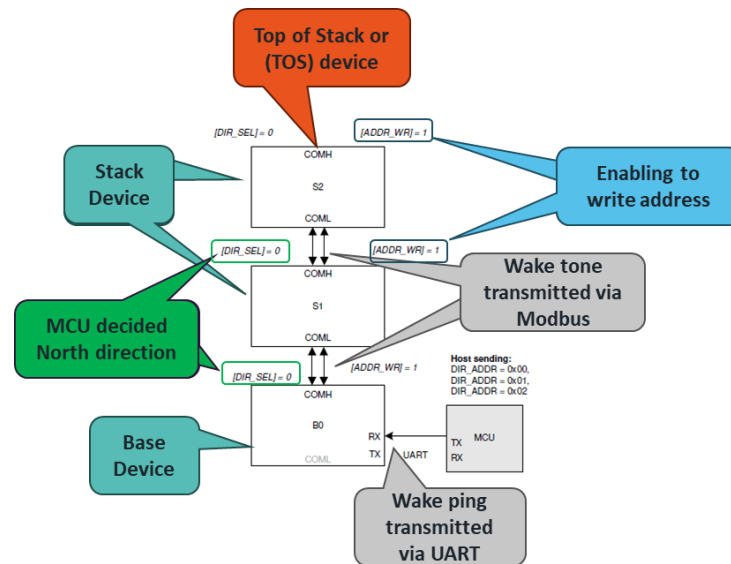 Top of Stack or
(TOS) device
[DIR_SEL] = 0
[ADDR_WR] = 1
COMH
S2
COML
Stack
Device
Enabling to
write address
[DIR_SEL] = 0
[ADDR_WR] = 1
COMH
S1
COML
Wake tone
transmitted via
Modbus
MCU decided
North direction
[DIR_SEL] = 0
[ADDR_WR] = 1
Host sending:
DIR_ADDR = 0x00,
DIR_ADDR = 0x01,
DIR_ADDR = 0x02
COMH
B0
RX
TX
COML
UART
TX
RX
MCU
Base
Device
Wake ping
transmitted
via UART